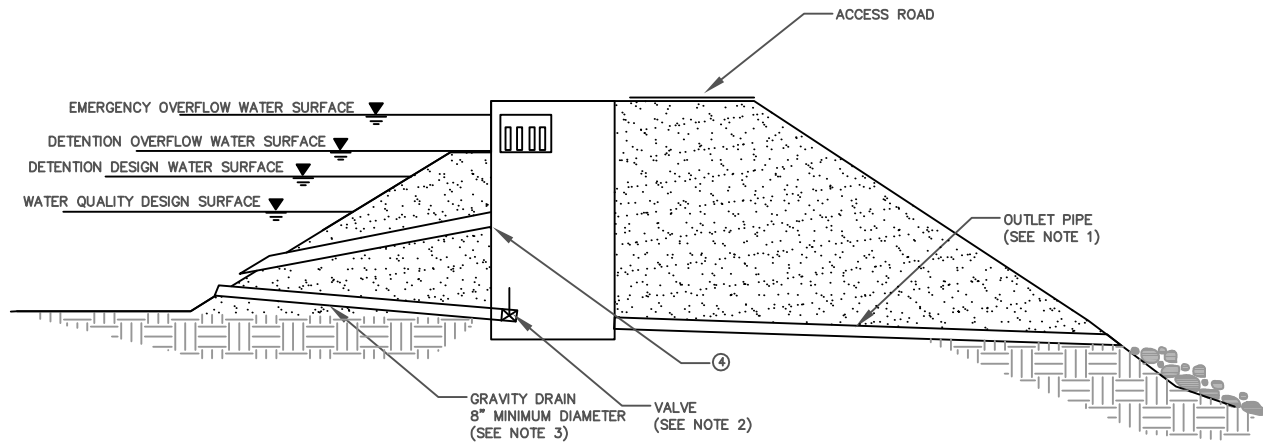 ACCESS ROAD
EMERGENCY OVERFLOW WATER SURFACE
DETENTION OVERFLOW WATER SURFACE
DETENTION DESIGN WATER SURFACE
WATER QUALITY DESIGN SURFACE
OUTLET PIPE
(SEE NOTE 1)
4
GRAVITY DRAIN
8" MINIMUM DIAMETER
(SEE NOTE 3)
VALVE
(SEE NOTE 2)